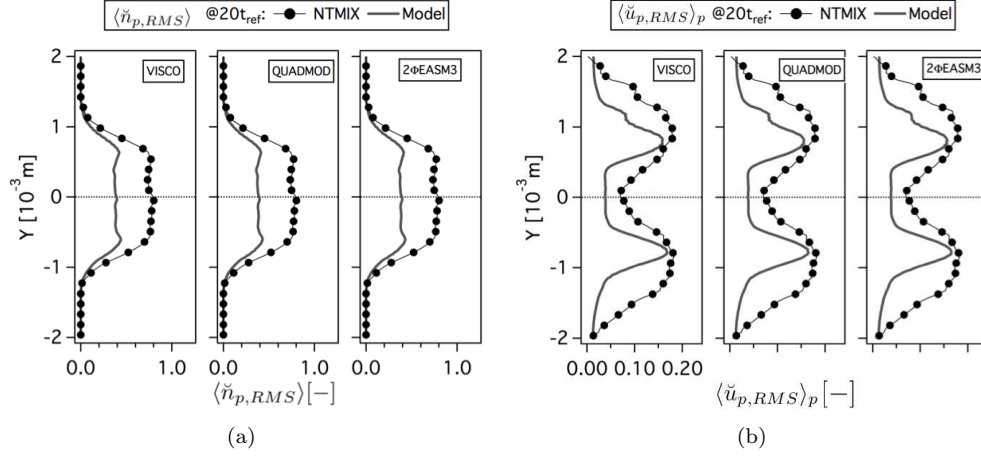 ⟨n̆p,RMS⟩ @20tref: NTMIX Model
VISCO QUADMOD 2ΦEASM3
Y [10-3m]
2
1
0
-1
-2
0.0 1.0 0.0 1.0 0.0 1.0
⟨n̆p,RMS⟩[−]
(a)
⟨ŭp,RMS⟩p @20tref: NTMIX Model
VISCO QUADMOD 2ΦEASM3
Y [10-3m]
2
1
0
-1
-2
0.00 0.10 0.20
⟨ŭp,RMS⟩p [−]
(b)